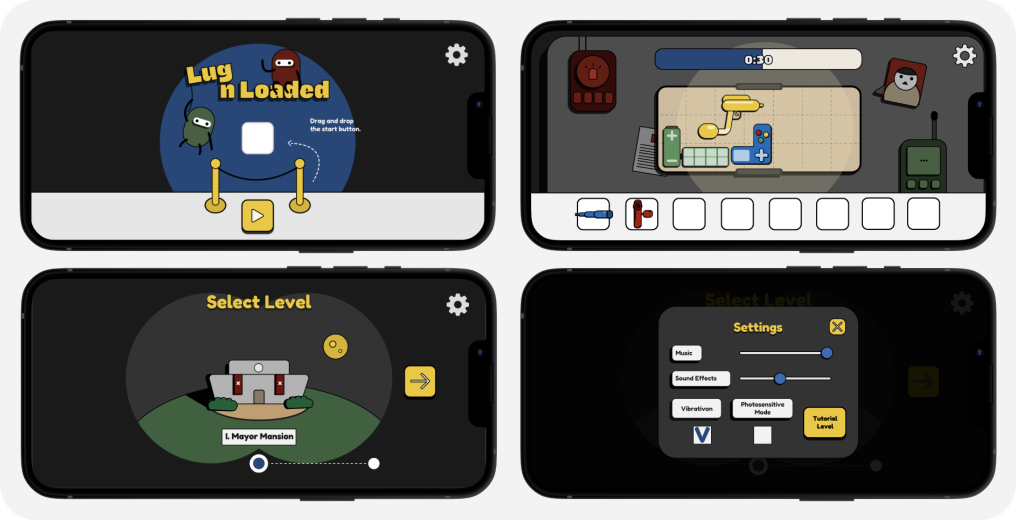 Lug
n Loaded
Drag and drop
the start button.
0:30
Select Level
I. Mayor Mansion
Select Level
Settings
Music
Sound Effects
Vibrativon
Photosensitive
Mode
Tutorial
Level